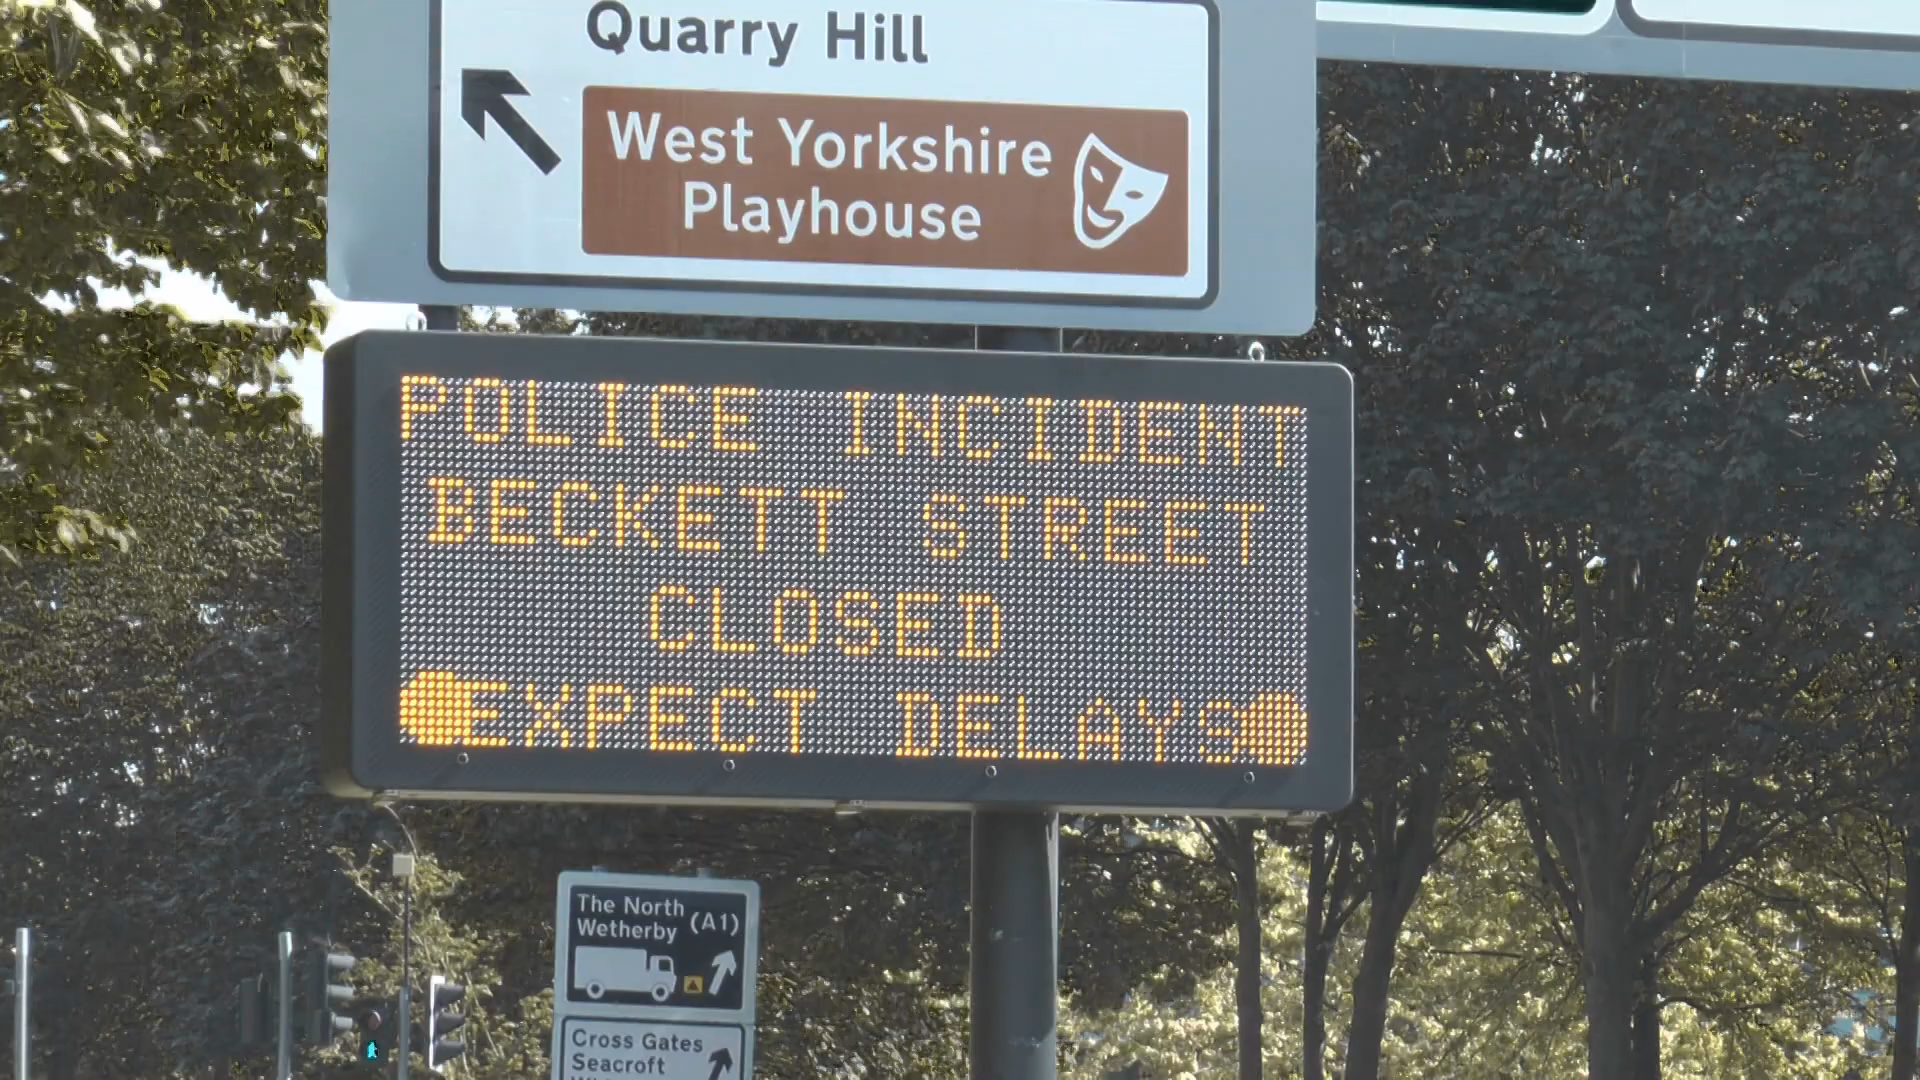 Quarry Hill
West Yorkshire
Playhouse
POLICE INCIDENT
BECKETT STREET
CLOSED
EXPECT DELAYS
The North
Wetherby (A1)
Cross Gates
Seacroft